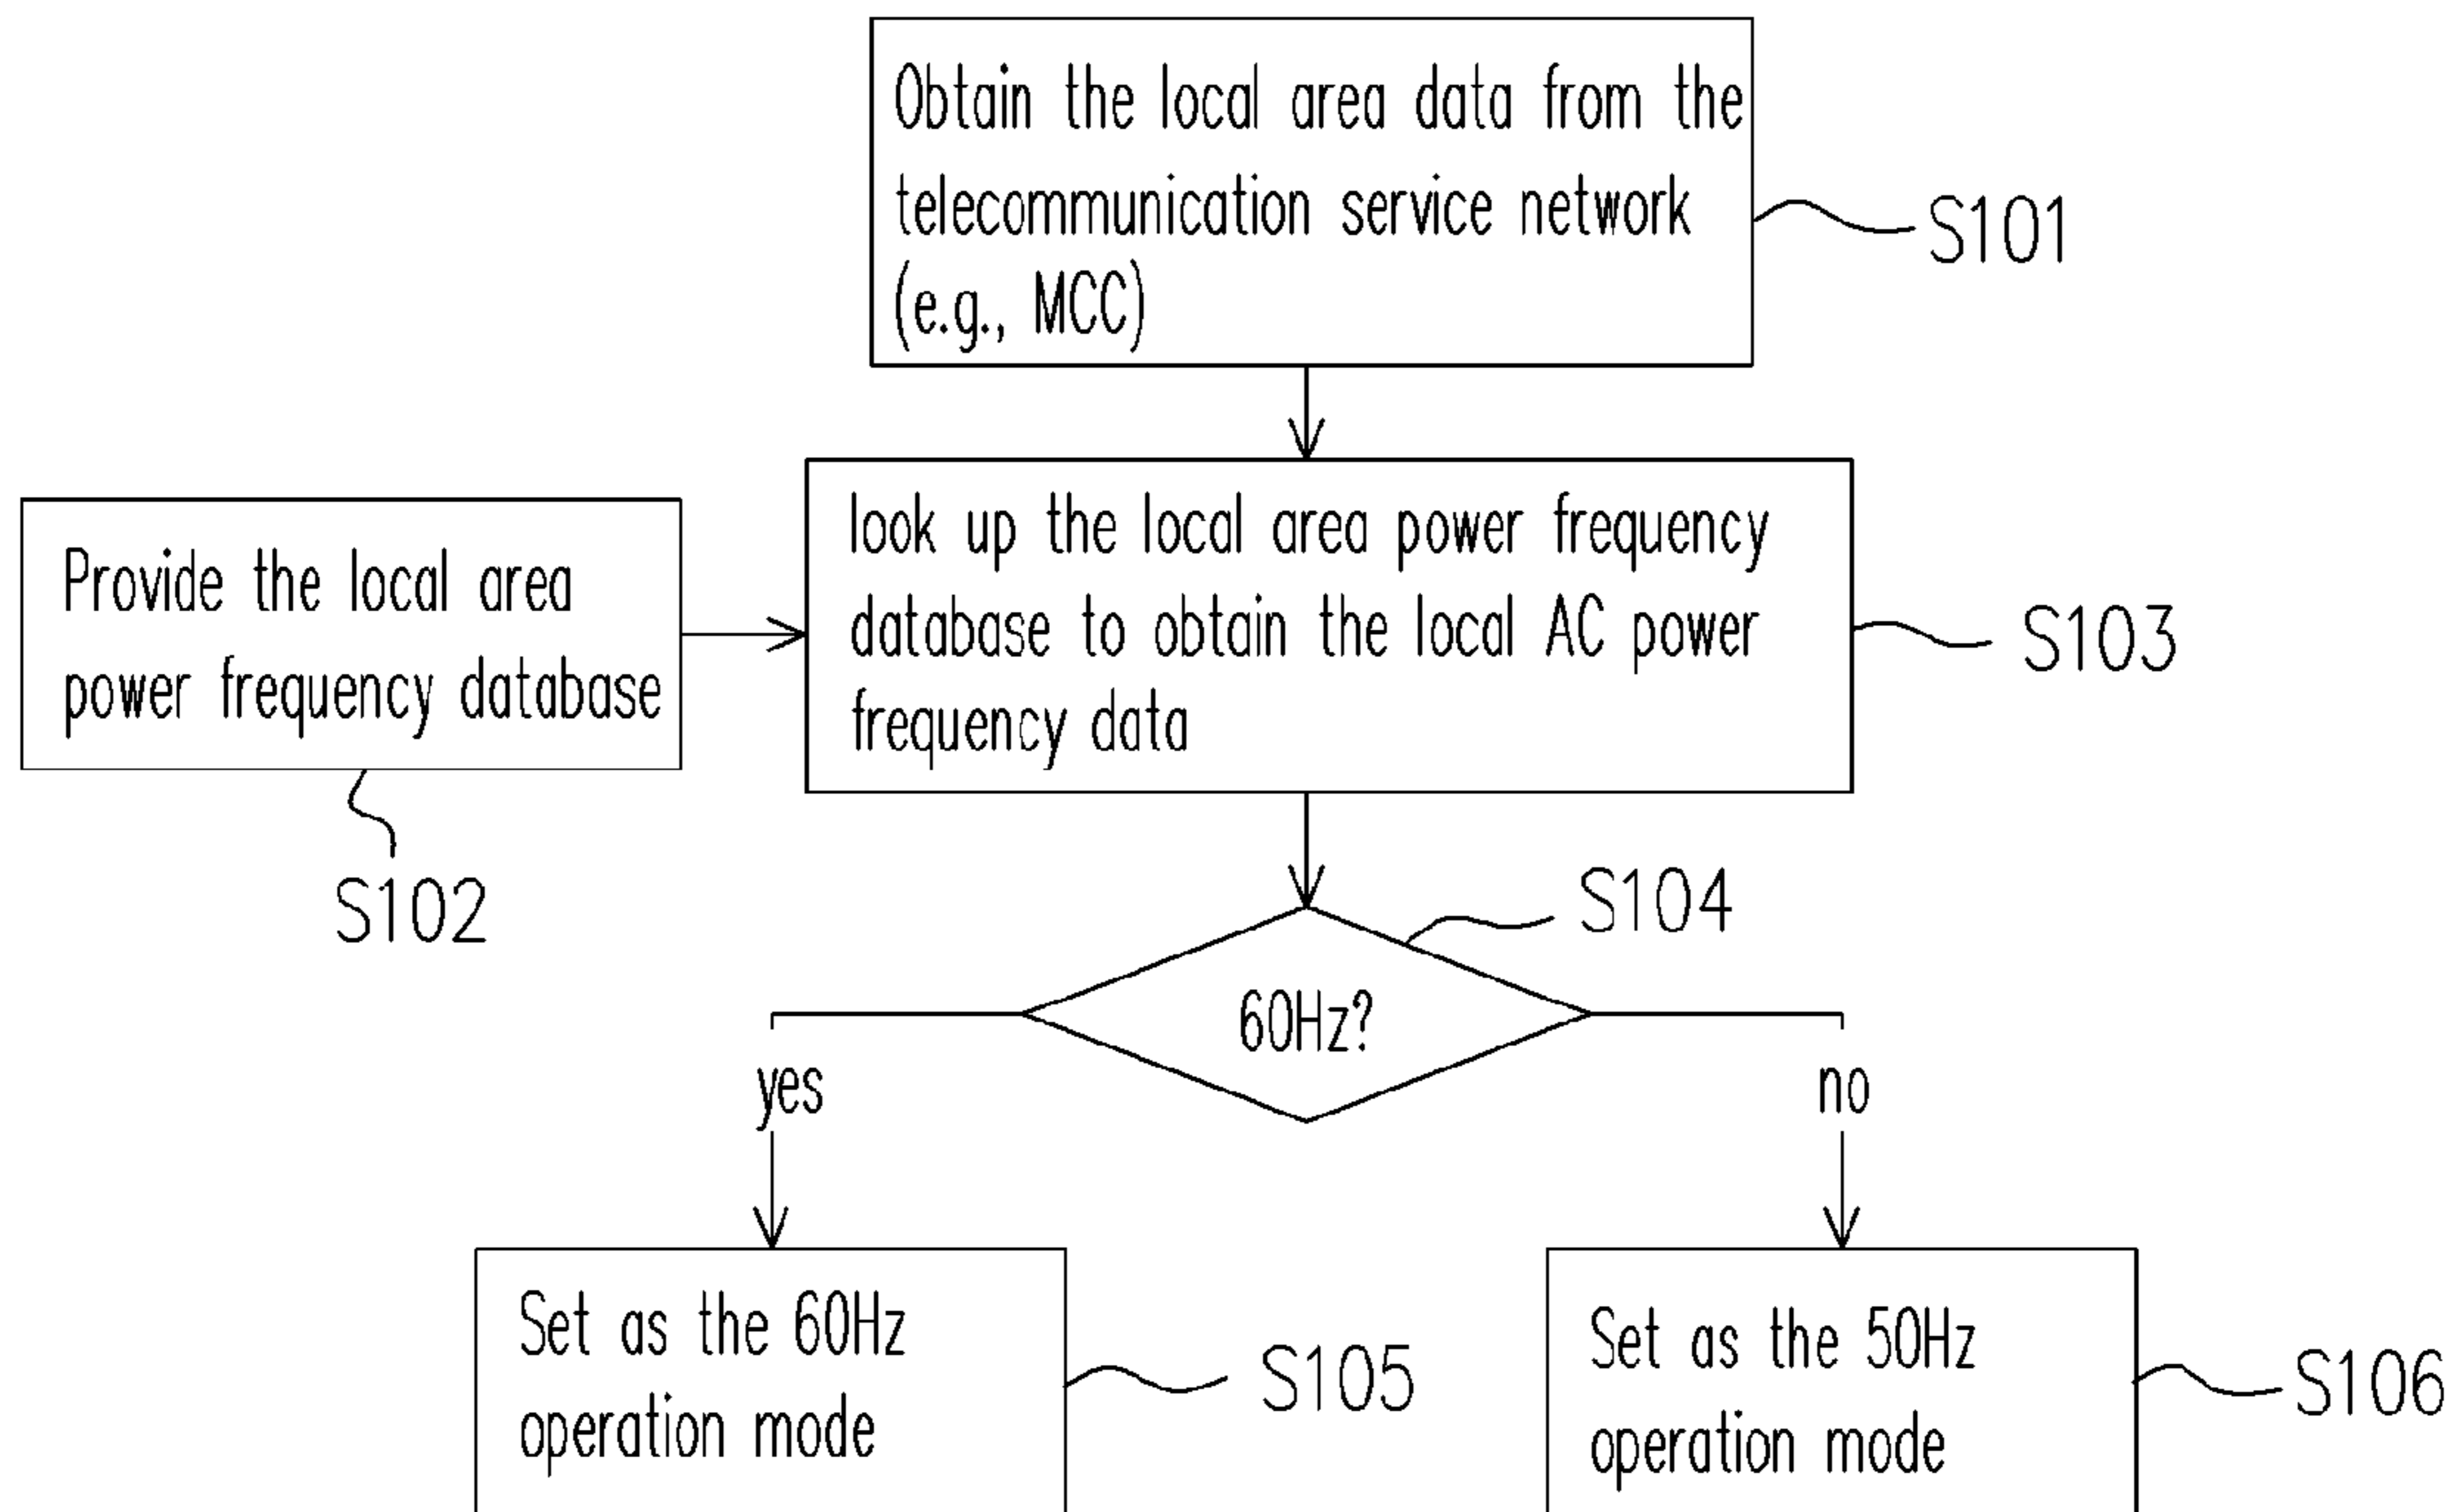 Obtain the local area data from the
telecommunication service network
(e.g., MCC)
S101
Provide the local area
power frequency database
S102
look up the local area power frequency
database to obtain the local AC power
frequency data
S103
S104
60Hz?
yes
no
Set as the 60Hz
operation mode
S105
Set as the 50Hz
operation mode
S106